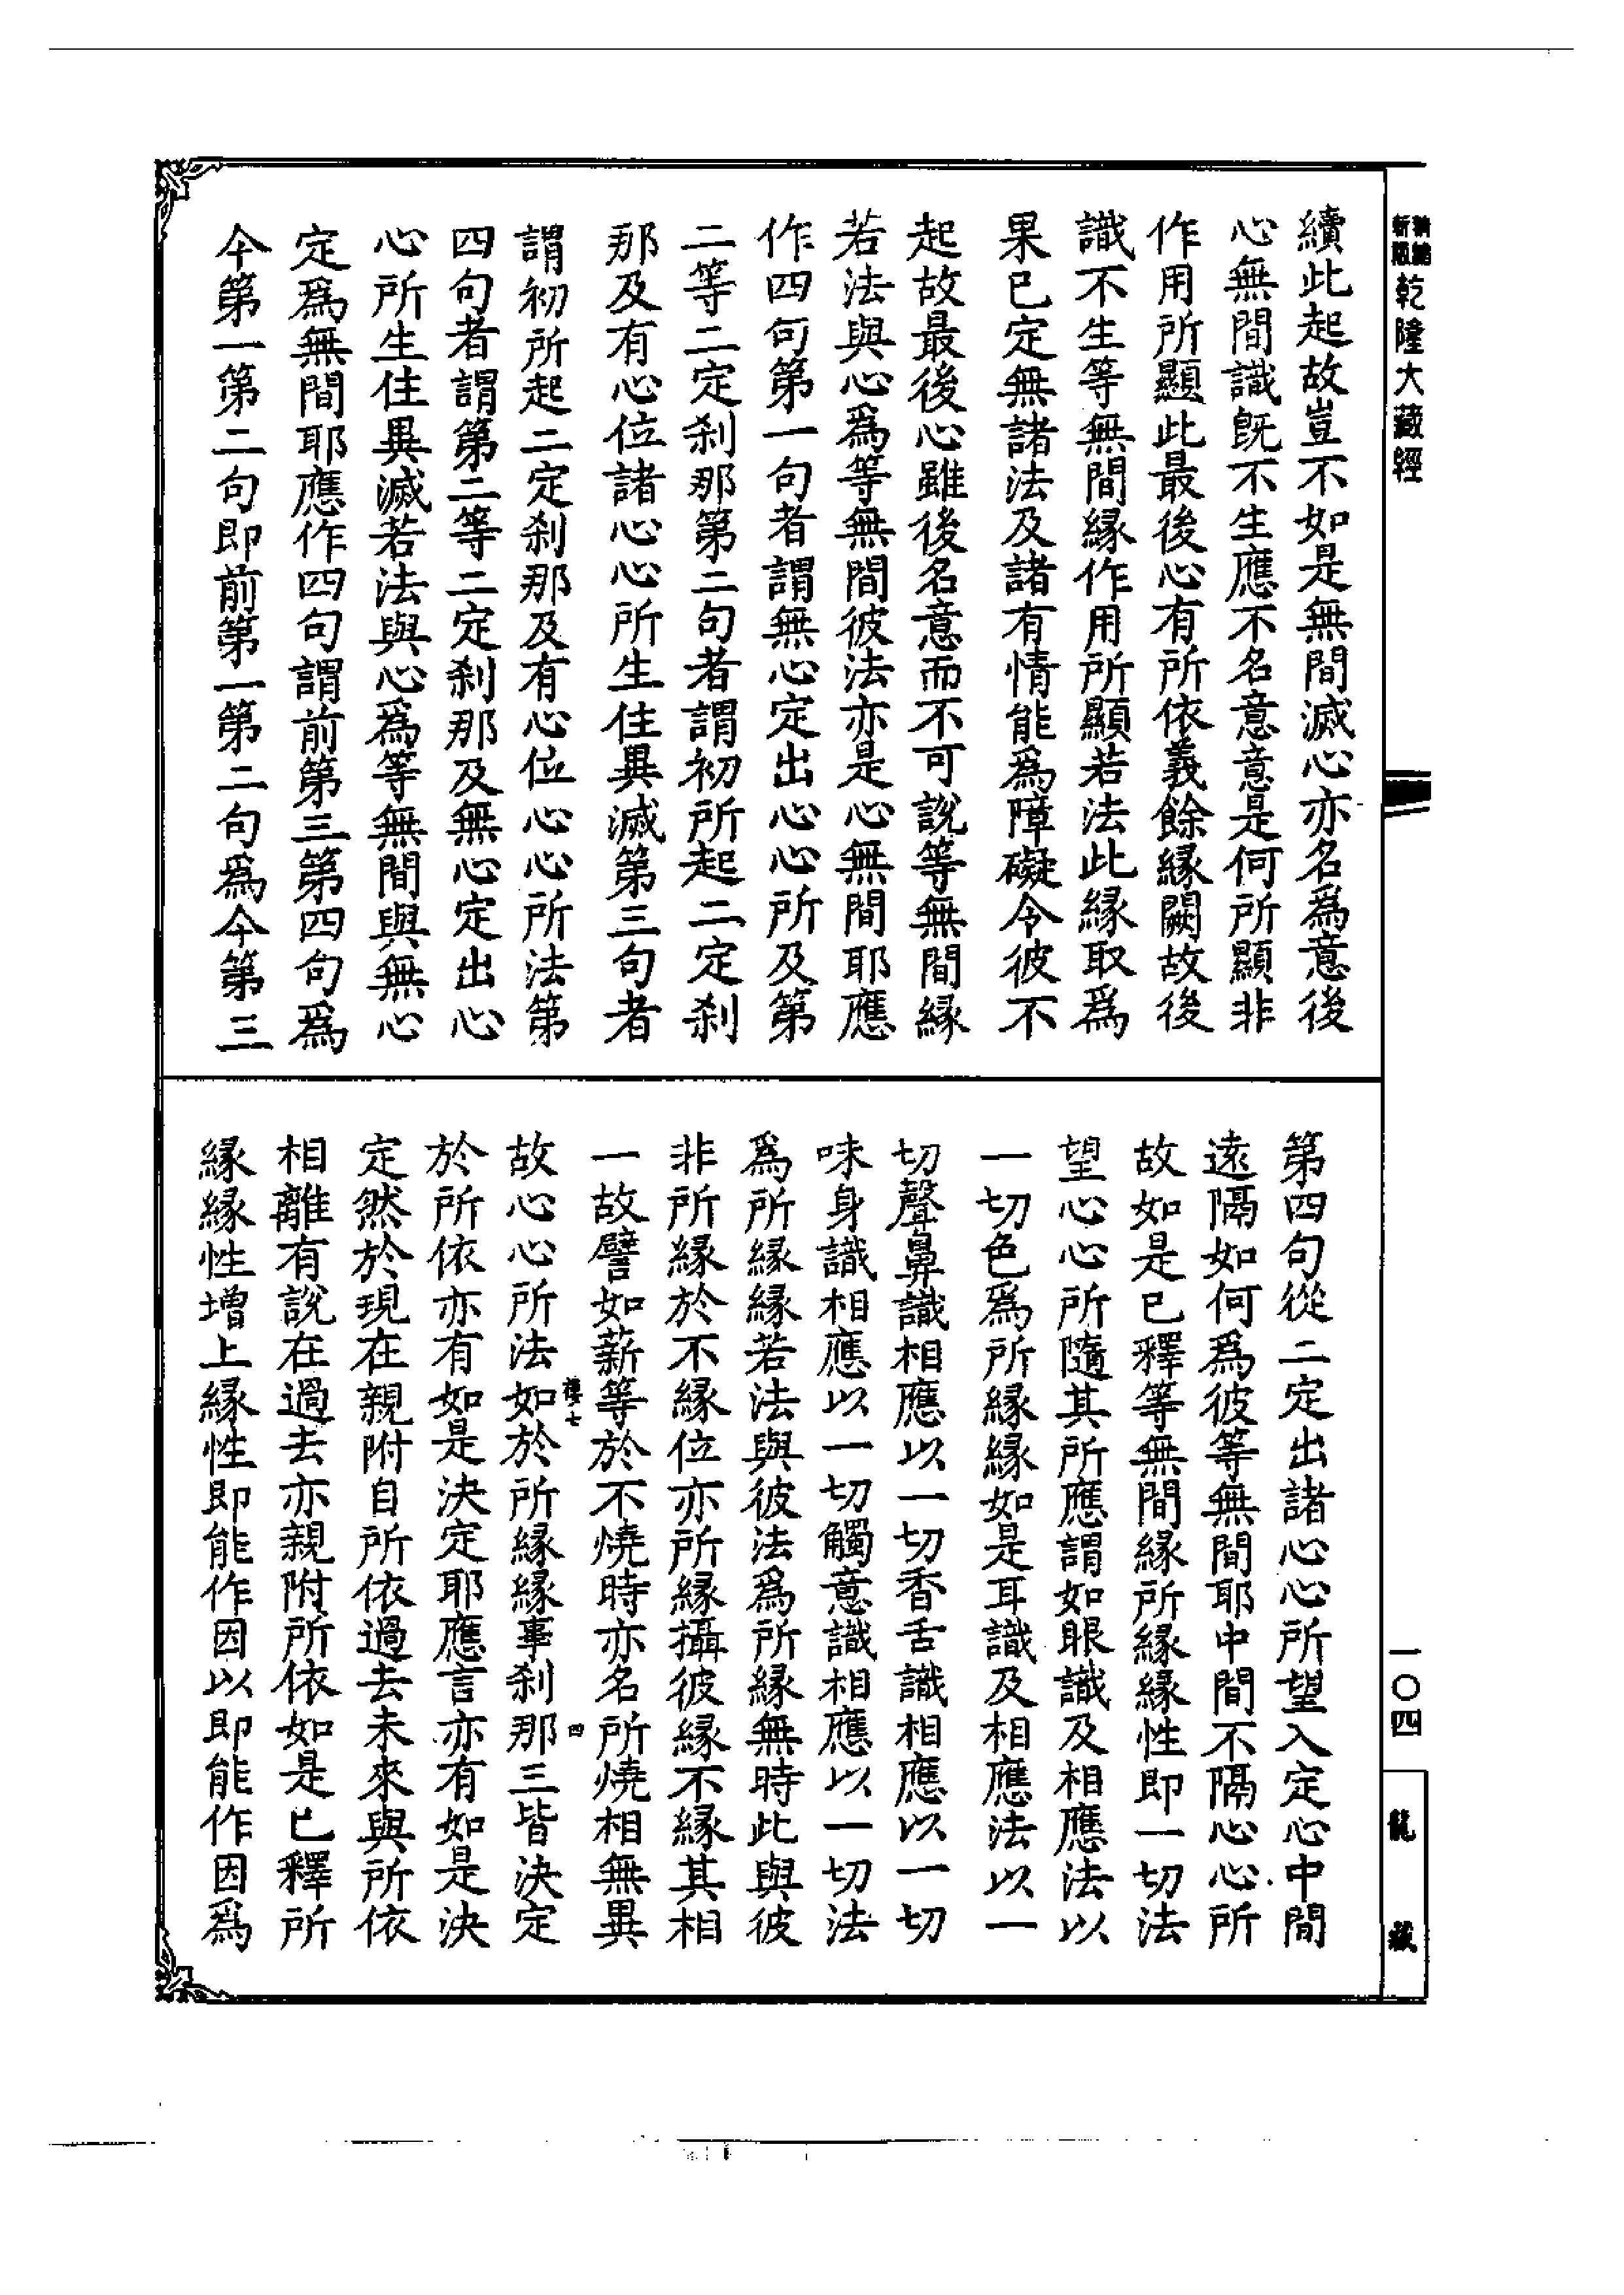 精編新版乾隆大藏經
續此起故豈不如是無間滅心亦名爲意後
心無間識旣不生應不名意意是何所顯非
作用所顯此最後心有所依義餘緣闕故後
識不生等無間緣作用所顯若法此緣取爲
果已定無諸法及諸有情能爲障礙令彼不
起故最後心雖後名意而不可說等無間緣
若法與心爲等無間彼法亦是心無間耶應
作四句第一句者謂無心定出心心所及第
二等二定刹那第二句者謂初所起二定刹
那及有心位諸心心所生住異滅第三句者
謂初所起二定刹那及有心位心心所法第
四句者謂第二等二定刹那及無心定出心
心所生住異滅若法與心爲等無間與無心
定爲無間耶應作四句謂前第三第四句爲
今第一第二句即前第一第二句爲今第三
第四句從二定出諸心心所望入定心中間
遠隔如何爲彼等無間耶中間不隔心心所
故如是已釋等無間緣所緣緣性即一切法
望心心所隨其所應謂如眼識及相應法以
一切色爲所緣緣如是耳識及相應法以一
切聲鼻識相應以一切香舌識相應以一切
味身識相應以一切觸意識相應以一切法
爲所緣緣若法與彼法爲所緣無時此與彼
非所緣於不緣位亦所緣攝彼緣不緣其相
一故譬如薪等於不燒時亦名所燒相無異
故心心所法如於所緣緣事刹那三皆決定
於所依亦有如是決定耶應言亦有如是決
定然於現在親附自所依過去未來與所依
相離有說在過去亦親附所依如是已釋所
緣緣性增上緣性即能作因以即能作因爲
四
一〇四
龍藏